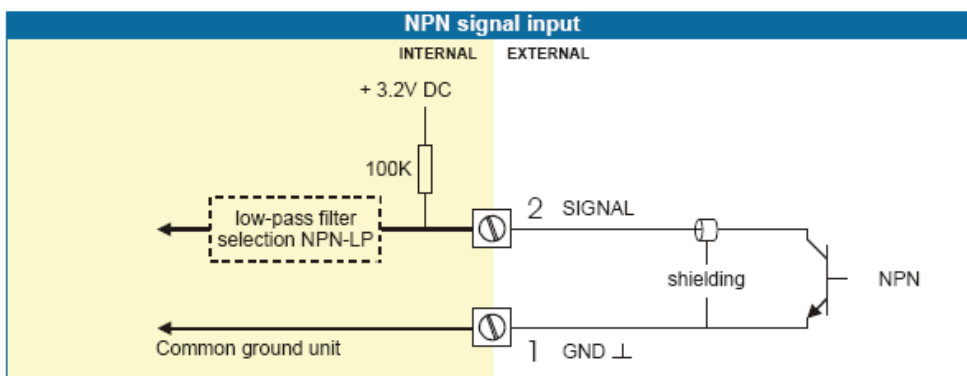 NPN signal input
INTERNAL EXTERNAL
+ 3.2V DC
100K
low-pass filter
selection NPN-LP
2 SIGNAL
shielding
NPN
Common ground unit
1 GND ⊥